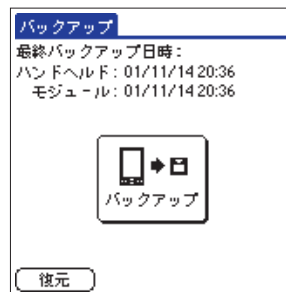 バックアップ
最終バックアップ日時：
ハンドヘルド：01/11/14 20:36
モジュール：01/11/14 20:36
バックアップ
復元